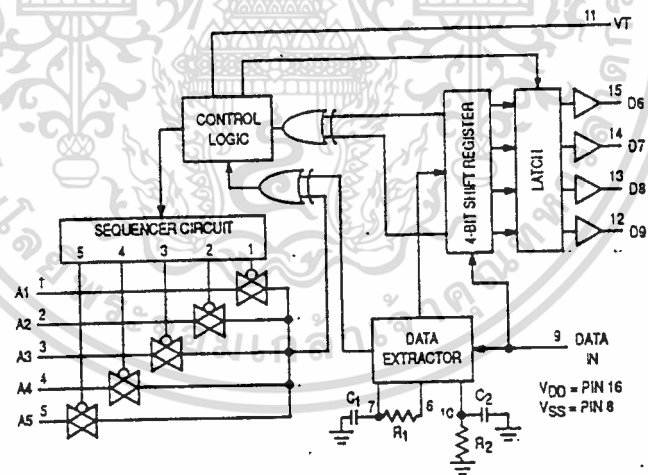 11 VT
CONTROL LOGIC
4-BIT SHIFT REGISTER
LATCH
15 D6
14 D7
13 D8
12 D9
SEQUENCER CIRCUIT
5 4 3 2 1
A1 1
A2 2
A3 3
A4 4
A5 5
DATA EXTRACTOR
9 DATA IN
VDD = PIN 16
VSS = PIN 8
C1 7 R1 6 10 C2
R2